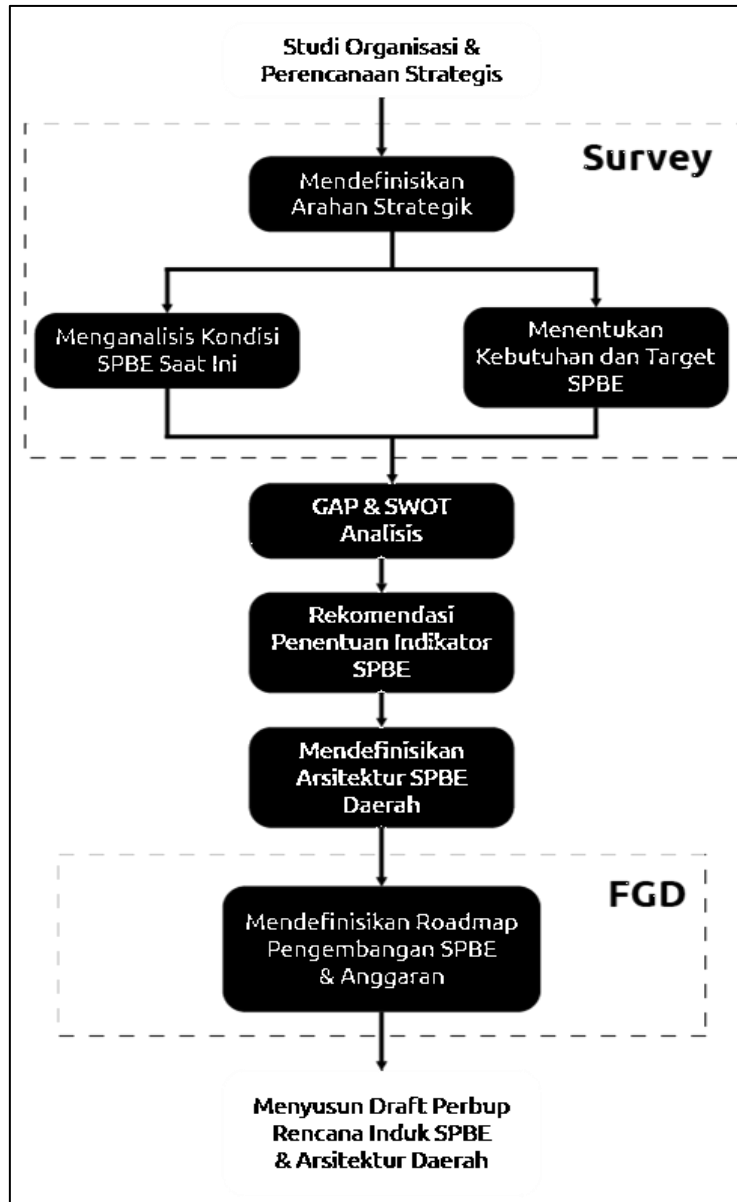 Studi Organisasi &
Perencanaan Strategis
Survey
Mendefinisikan
Arahan Strategik
Menganalisis Kondisi
SPBE Saat Ini
Menentukan
Kebutuhan dan Target
SPBE
GAP & SWOT
Analisis
Rekomendasi
Penentuan Indikator
SPBE
Mendefinisikan
Arsitektur SPBE
Daerah
FGD
Mendefinisikan Roadmap
Pengembangan SPBE
& Anggaran
Menyusun Draft Perbup
Rencana Induk SPBE
& Arsitektur Daerah